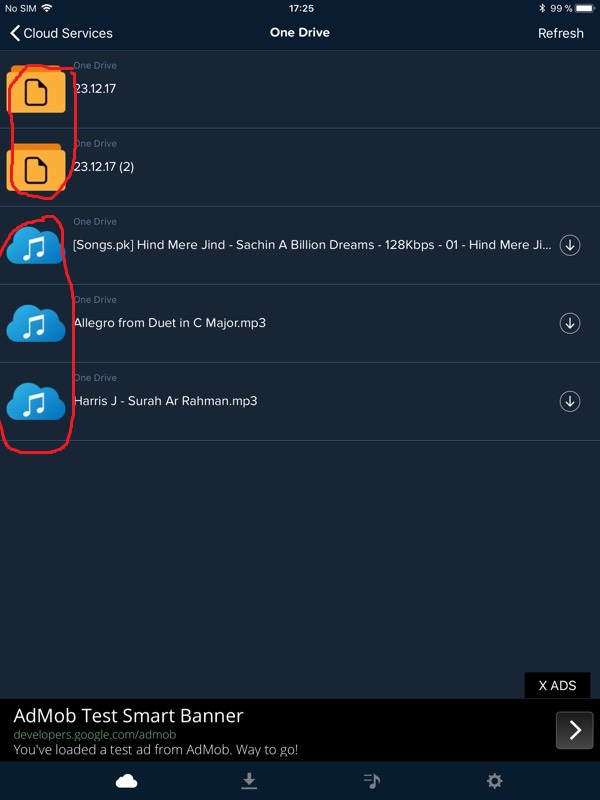 No SIM 17:25 99 %
Cloud Services One Drive Refresh
One Drive
23.12.17
One Drive
23.12.17 (2)
One Drive
[Songs.pk] Hind Mere Jind - Sachin A Billion Dreams - 128Kbps - 01 - Hind Mere Ji...
One Drive
Allegro from Duet in C Major.mp3
One Drive
Harris J - Surah Ar Rahman.mp3
X ADS
AdMob Test Smart Banner
developers.google.com/admob
You've loaded a test ad from AdMob. Way to go!